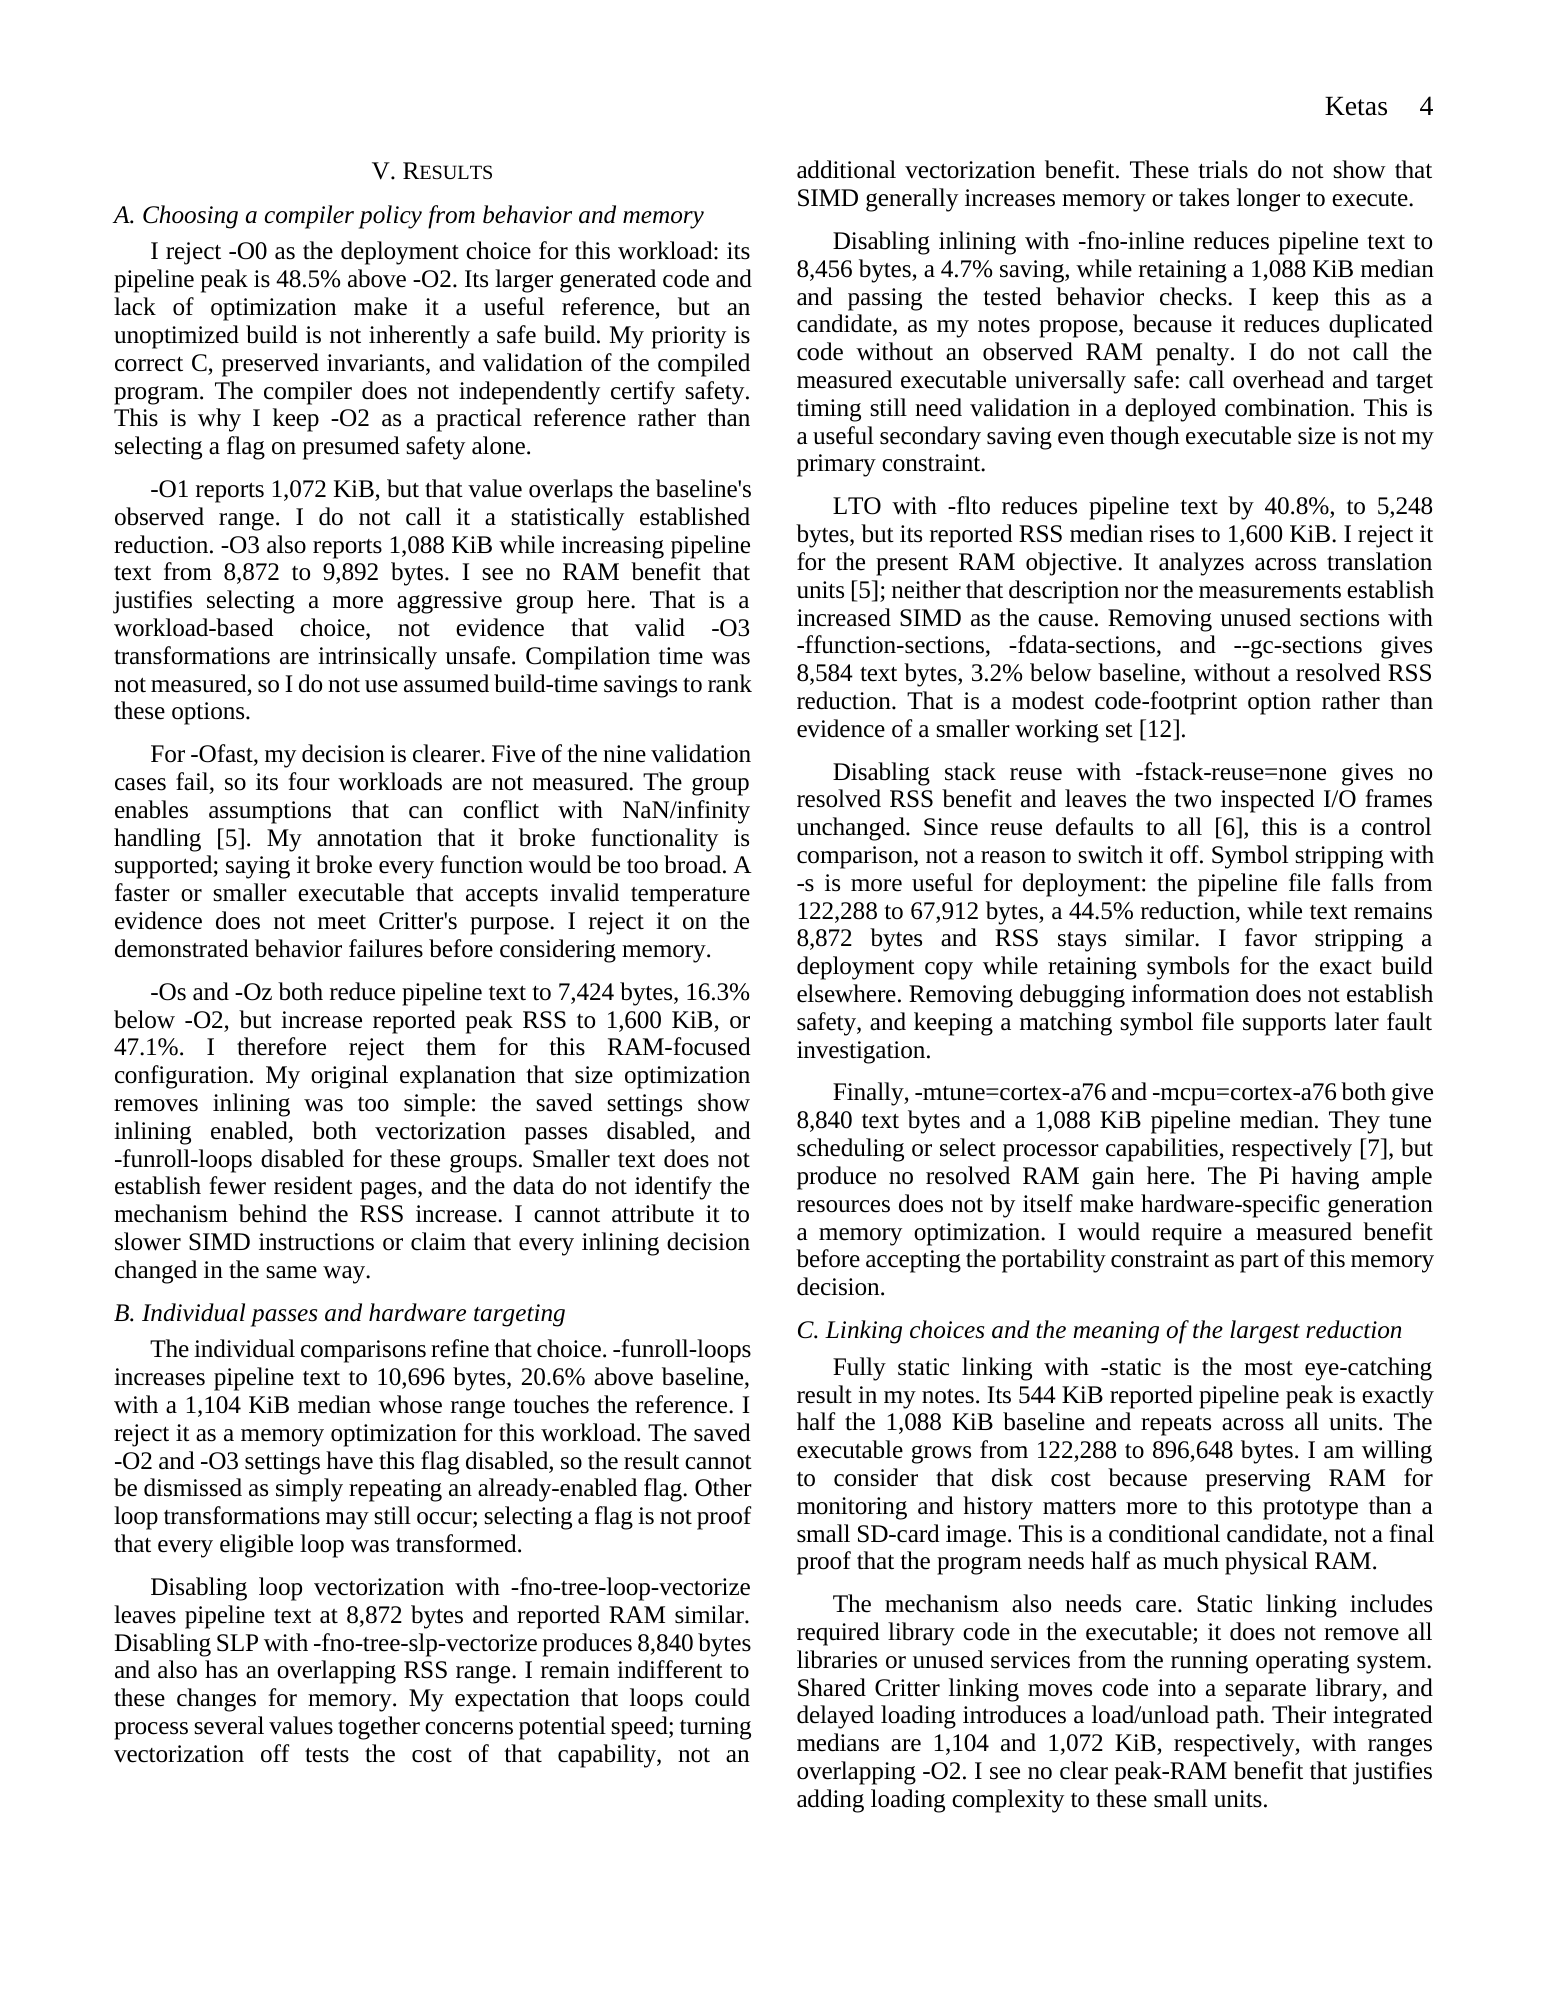 Ketas 4
V. RESULTS
A. Choosing a compiler policy from behavior and memory
I reject -O0 as the deployment choice for this workload: its
pipeline peak is 48.5% above -O2. Its larger generated code and
lack of optimization make it a useful reference, but an
unoptimized build is not inherently a safe build. My priority is
correct C, preserved invariants, and validation of the compiled
program. The compiler does not independently certify safety.
This is why I keep -O2 as a practical reference rather than
selecting a flag on presumed safety alone.
-O1 reports 1,072 KiB, but that value overlaps the baseline's
observed range. I do not call it a statistically established
reduction. -O3 also reports 1,088 KiB while increasing pipeline
text from 8,872 to 9,892 bytes. I see no RAM benefit that
justifies selecting a more aggressive group here. That is a
workload-based choice, not evidence that valid -O3
transformations are intrinsically unsafe. Compilation time was
not measured, so I do not use assumed build-time savings to rank
these options.
For -Ofast, my decision is clearer. Five of the nine validation
cases fail, so its four workloads are not measured. The group
enables assumptions that can conflict with NaN/infinity
handling [5]. My annotation that it broke functionality is
supported; saying it broke every function would be too broad. A
faster or smaller executable that accepts invalid temperature
evidence does not meet Critter's purpose. I reject it on the
demonstrated behavior failures before considering memory.
-Os and -Oz both reduce pipeline text to 7,424 bytes, 16.3%
below -O2, but increase reported peak RSS to 1,600 KiB, or
47.1%. I therefore reject them for this RAM-focused
configuration. My original explanation that size optimization
removes inlining was too simple: the saved settings show
inlining enabled, both vectorization passes disabled, and
-funroll-loops disabled for these groups. Smaller text does not
establish fewer resident pages, and the data do not identify the
mechanism behind the RSS increase. I cannot attribute it to
slower SIMD instructions or claim that every inlining decision
changed in the same way.
B. Individual passes and hardware targeting
The individual comparisons refine that choice. -funroll-loops
increases pipeline text to 10,696 bytes, 20.6% above baseline,
with a 1,104 KiB median whose range touches the reference. I
reject it as a memory optimization for this workload. The saved
-O2 and -O3 settings have this flag disabled, so the result cannot
be dismissed as simply repeating an already-enabled flag. Other
loop transformations may still occur; selecting a flag is not proof
that every eligible loop was transformed.
Disabling loop vectorization with -fno-tree-loop-vectorize
leaves pipeline text at 8,872 bytes and reported RAM similar.
Disabling SLP with -fno-tree-slp-vectorize produces 8,840 bytes
and also has an overlapping RSS range. I remain indifferent to
these changes for memory. My expectation that loops could
process several values together concerns potential speed; turning
vectorization off tests the cost of that capability, not an
additional vectorization benefit. These trials do not show that
SIMD generally increases memory or takes longer to execute.
Disabling inlining with -fno-inline reduces pipeline text to
8,456 bytes, a 4.7% saving, while retaining a 1,088 KiB median
and passing the tested behavior checks. I keep this as a
candidate, as my notes propose, because it reduces duplicated
code without an observed RAM penalty. I do not call the
measured executable universally safe: call overhead and target
timing still need validation in a deployed combination. This is
a useful secondary saving even though executable size is not my
primary constraint.
LTO with -flto reduces pipeline text by 40.8%, to 5,248
bytes, but its reported RSS median rises to 1,600 KiB. I reject it
for the present RAM objective. It analyzes across translation
units [5]; neither that description nor the measurements establish
increased SIMD as the cause. Removing unused sections with
-ffunction-sections, -fdata-sections, and --gc-sections gives
8,584 text bytes, 3.2% below baseline, without a resolved RSS
reduction. That is a modest code-footprint option rather than
evidence of a smaller working set [12].
Disabling stack reuse with -fstack-reuse=none gives no
resolved RSS benefit and leaves the two inspected I/O frames
unchanged. Since reuse defaults to all [6], this is a control
comparison, not a reason to switch it off. Symbol stripping with
-s is more useful for deployment: the pipeline file falls from
122,288 to 67,912 bytes, a 44.5% reduction, while text remains
8,872 bytes and RSS stays similar. I favor stripping a
deployment copy while retaining symbols for the exact build
elsewhere. Removing debugging information does not establish
safety, and keeping a matching symbol file supports later fault
investigation.
Finally, -mtune=cortex-a76 and -mcpu=cortex-a76 both give
8,840 text bytes and a 1,088 KiB pipeline median. They tune
scheduling or select processor capabilities, respectively [7], but
produce no resolved RAM gain here. The Pi having ample
resources does not by itself make hardware-specific generation
a memory optimization. I would require a measured benefit
before accepting the portability constraint as part of this memory
decision.
C. Linking choices and the meaning of the largest reduction
Fully static linking with -static is the most eye-catching
result in my notes. Its 544 KiB reported pipeline peak is exactly
half the 1,088 KiB baseline and repeats across all units. The
executable grows from 122,288 to 896,648 bytes. I am willing
to consider that disk cost because preserving RAM for
monitoring and history matters more to this prototype than a
small SD-card image. This is a conditional candidate, not a final
proof that the program needs half as much physical RAM.
The mechanism also needs care. Static linking includes
required library code in the executable; it does not remove all
libraries or unused services from the running operating system.
Shared Critter linking moves code into a separate library, and
delayed loading introduces a load/unload path. Their integrated
medians are 1,104 and 1,072 KiB, respectively, with ranges
overlapping -O2. I see no clear peak-RAM benefit that justifies
adding loading complexity to these small units.